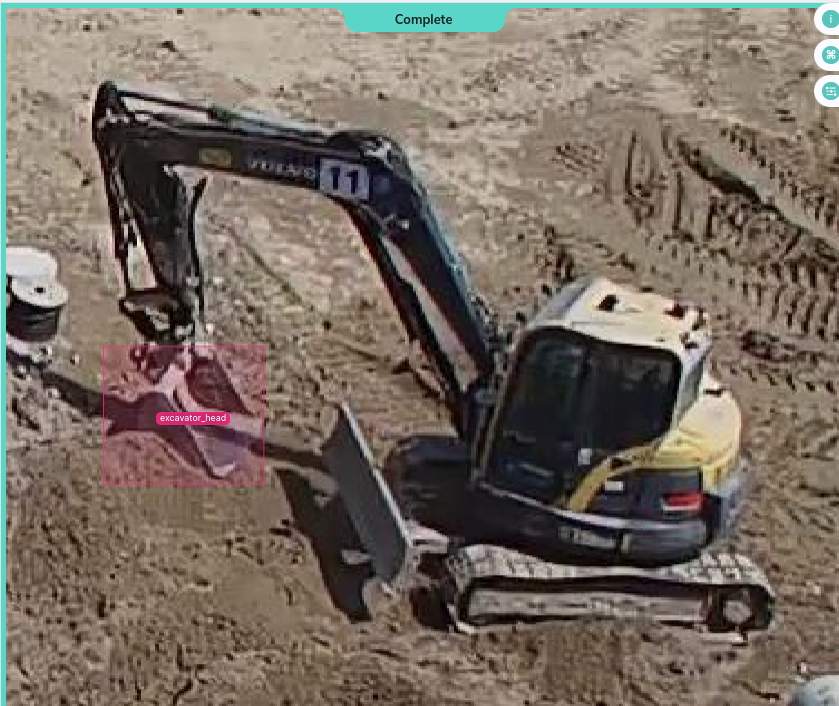 Complete
i
⌘
VOLVO 11
excavator_head